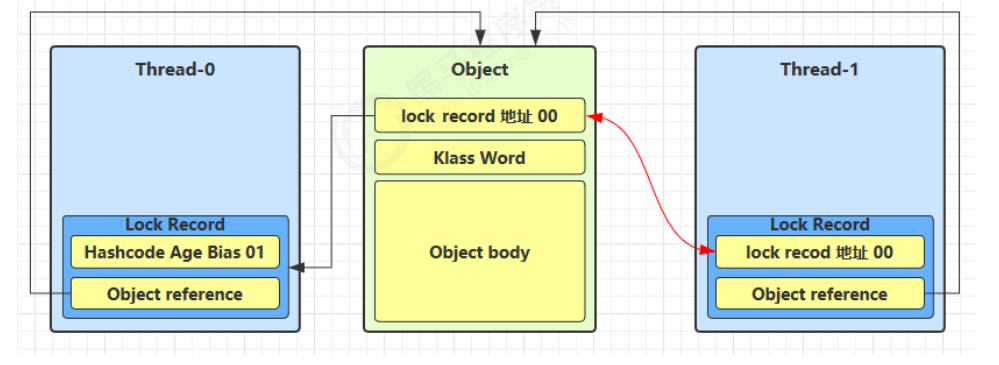 Thread-0
Object
Thread-1
lock record 地址 00
Klass Word
Object body
Lock Record
Hashcode Age Bias 01
Object reference
Lock Record
lock recod 地址 00
Object reference